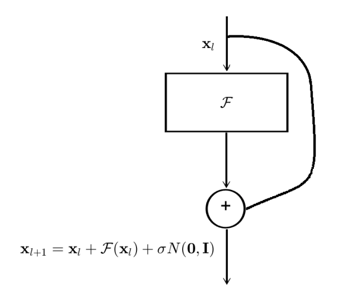 𝐱_l
ℱ
+
𝐱_{l+1} = 𝐱_l + ℱ(𝐱_l) + σN(𝟎, 𝐈)